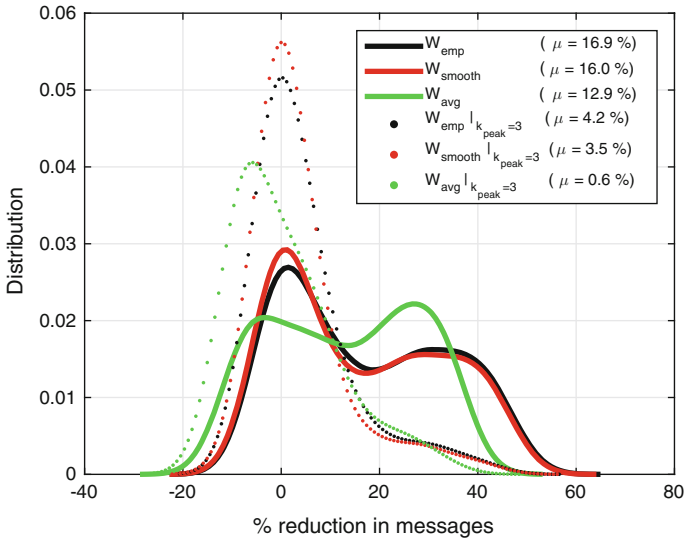 0.06
0.05
0.04
0.03
0.02
0.01
0
Distribution
W_emp ( μ = 16.9 %)
W_smooth ( μ = 16.0 %)
W_avg ( μ = 12.9 %)
W_emp |_{k_peak=3} ( μ = 4.2 %)
W_smooth |_{k_peak=3} ( μ = 3.5 %)
W_avg |_{k_peak=3} ( μ = 0.6 %)
-40 -20 0 20 40 60 80
% reduction in messages